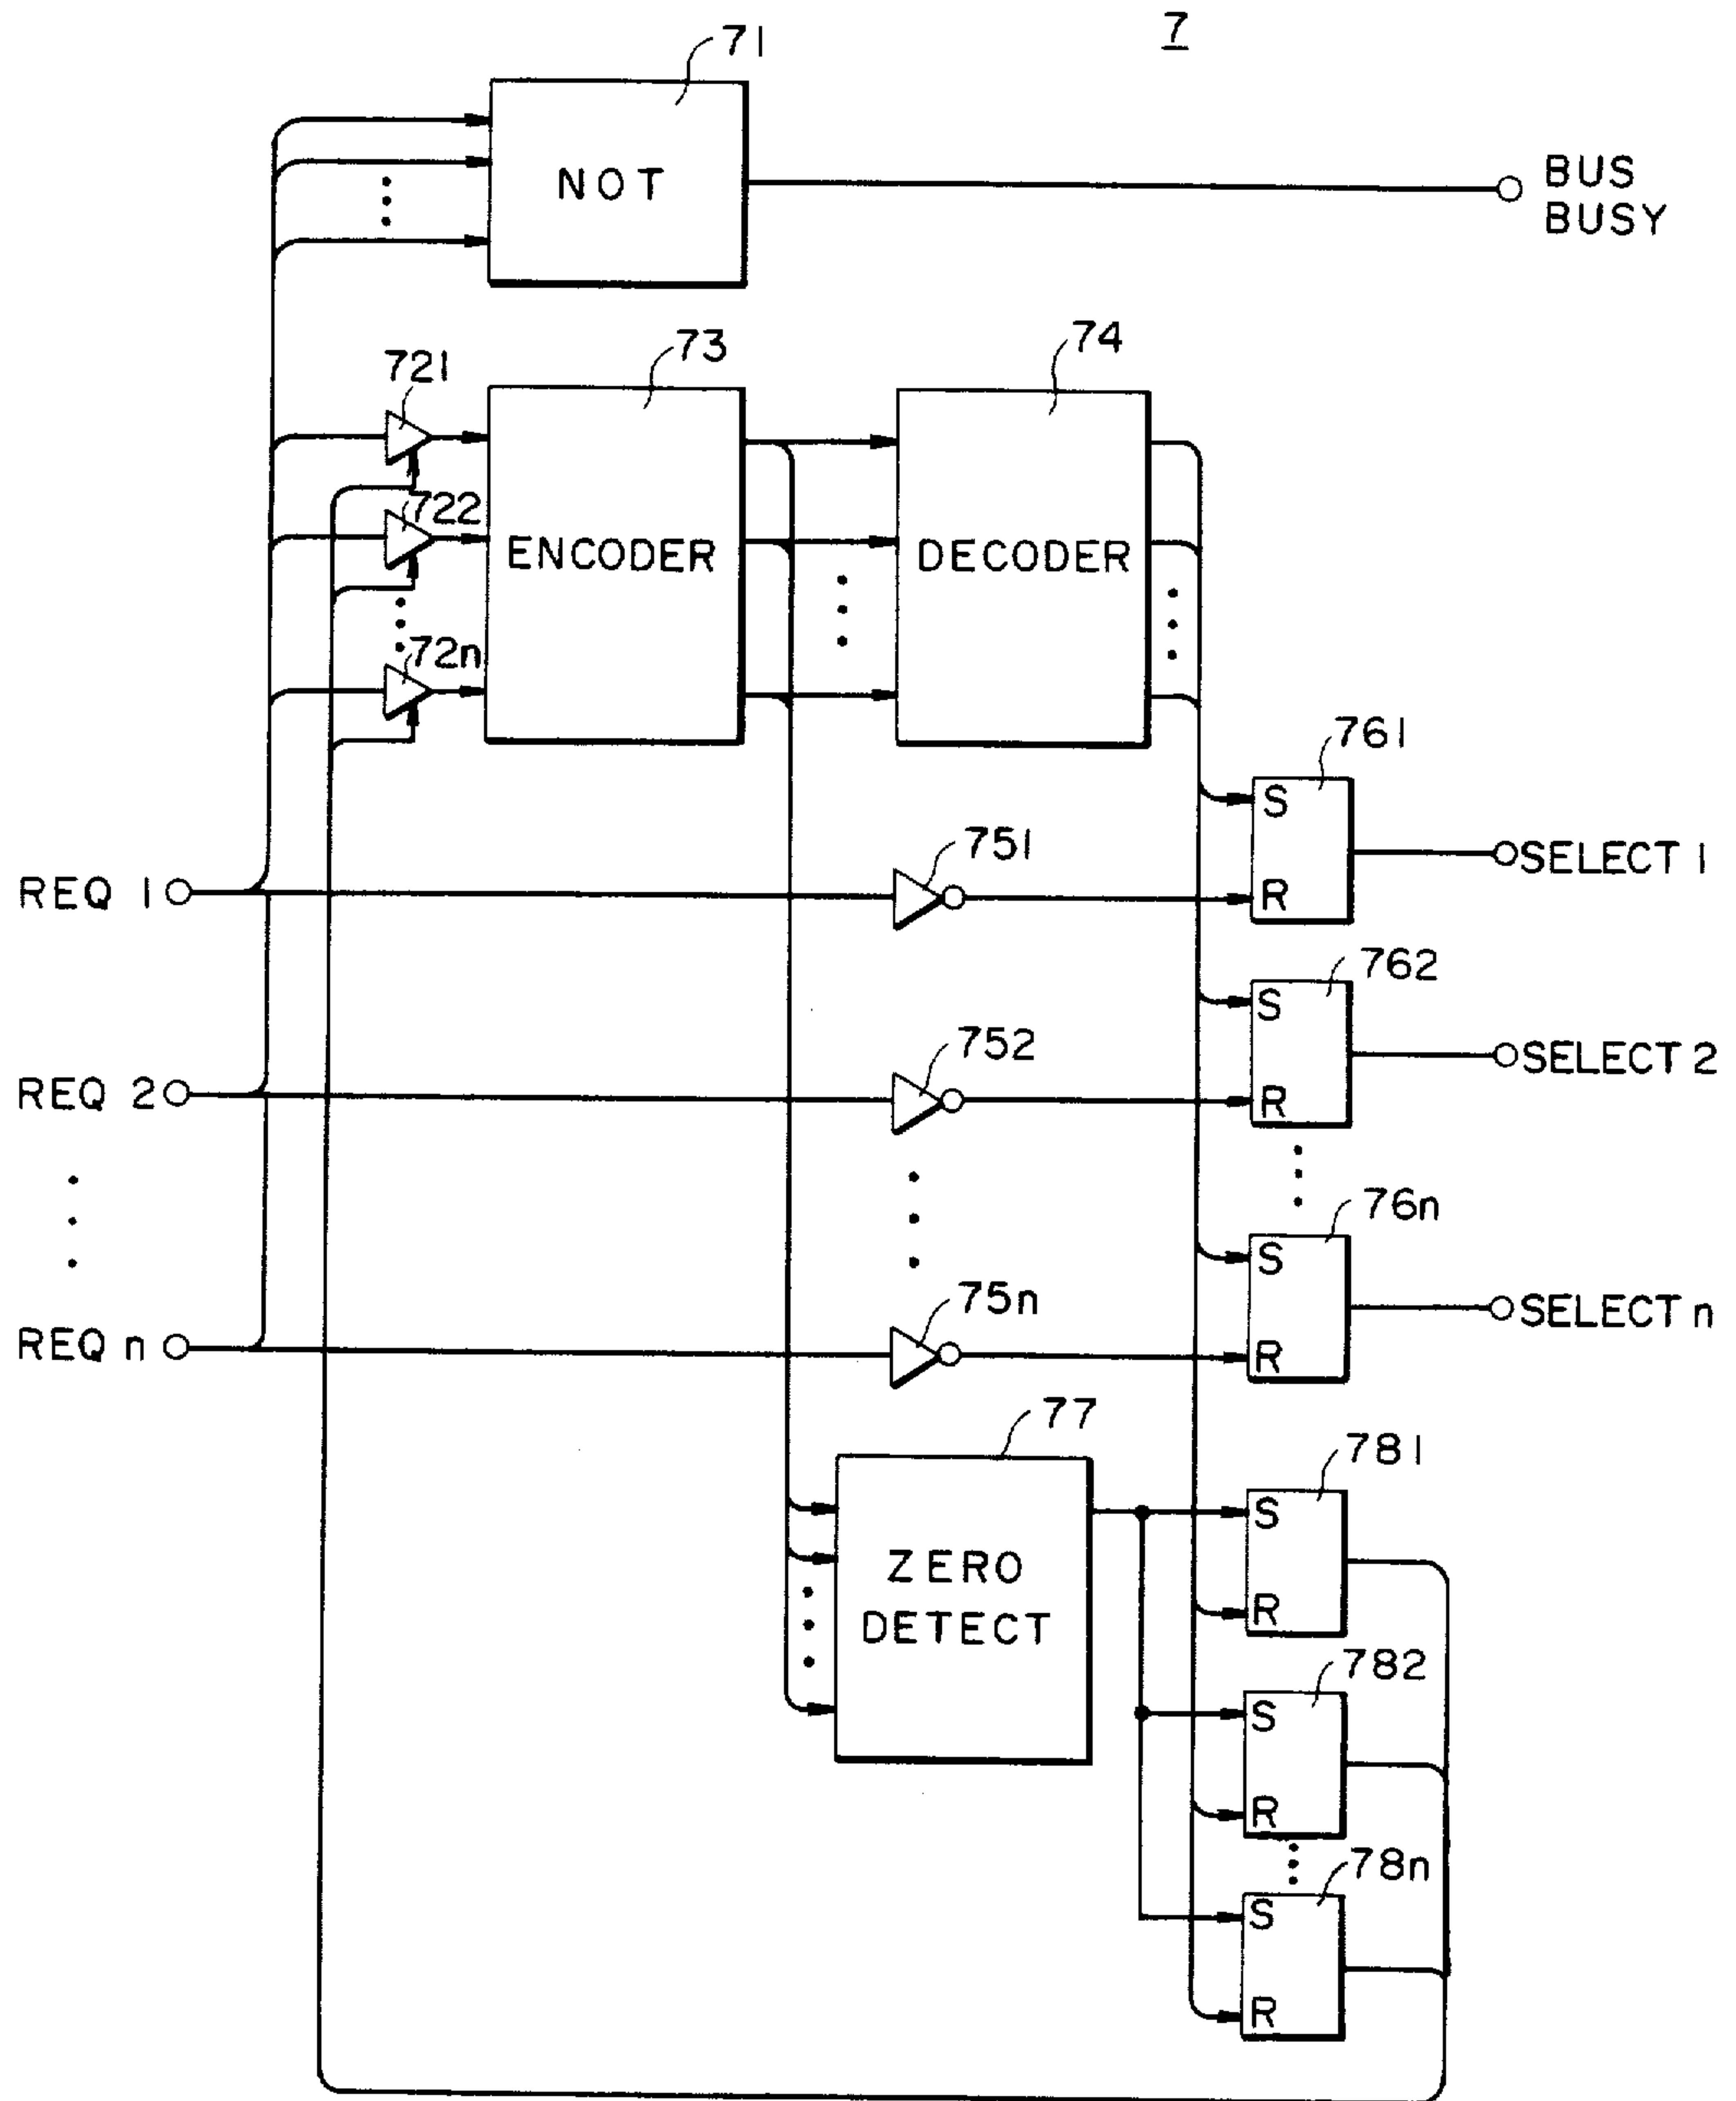 7
71
NOT
BUS
BUSY
721
722
72n
73
ENCODER
74
DECODER
REQ 1
751
761
S
R
SELECT 1
REQ 2
752
762
S
R
SELECT 2
REQ n
75n
76n
S
R
SELECT n
77
ZERO
DETECT
781
S
R
782
S
R
78n
S
R